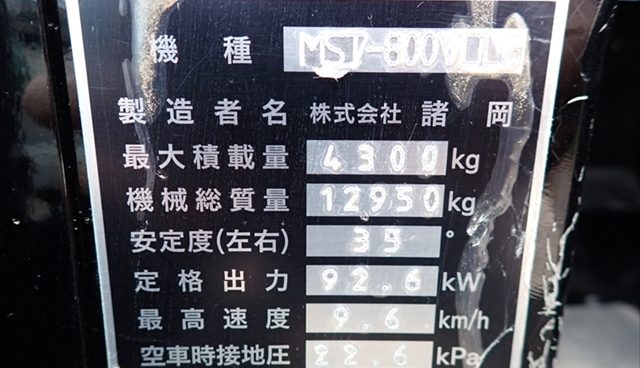 機種 MST-800V
製造者名 株式会社 諸岡
最大積載量 4300 kg
機械総質量 12950 kg
安定度(左右) 35 °
定格出力 92.6 kW
最高速度 9.6 km/h
空車時接地圧 22.6 kPa